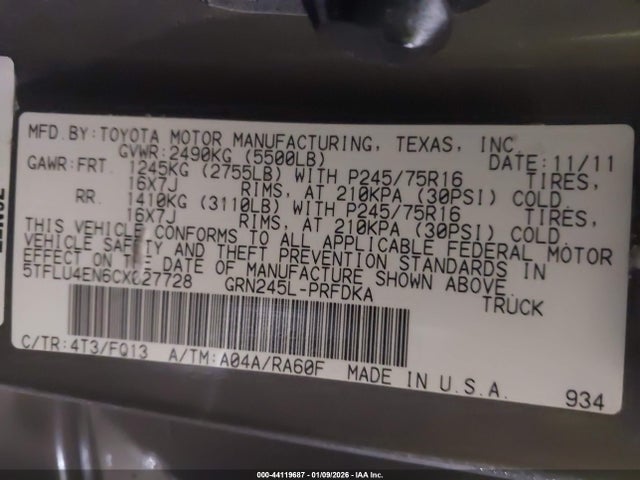 MFD.BY:TOYOTA MOTOR MANUFACTURING, TEXAS, INC.
GVWR:2490KG (5500LB) DATE:11/11
GAWR:FRT. 1245KG (2755LB) WITH P245/75R16 TIRES,
16X7J RIMS, AT 210KPA (30PSI) COLD
RR. 1410KG (3110LB) WITH P245/75R16 TIRES,
16X7J RIMS, AT 210KPA (30PSI) COLD
THIS VEHICLE CONFORMS TO ALL APPLICABLE FEDERAL MOTOR
VEHICLE SAFETY AND THEFT PREVENTION STANDARDS IN
EFFECT ON THE DATE OF MANUFACTURE SHOWN ABOVE
5TFLU4EN6CX027728 GRN245L-PRFDKA TRUCK
C/TR:4T3/FQ13 A/TM:A04A/RA60F MADE IN U.S.A.
934
000-44119687 - 01/09/2026 - IAA Inc.